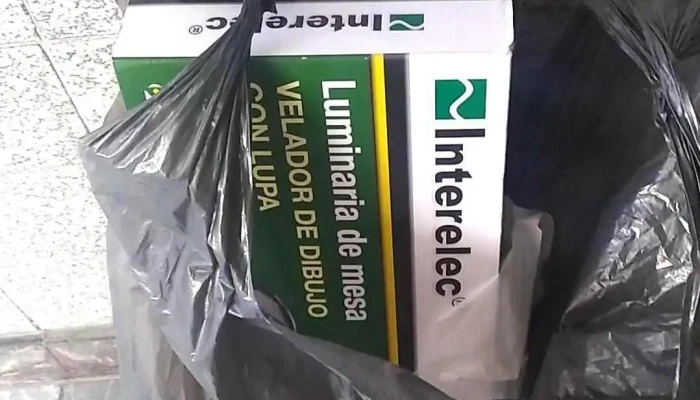 Interelec®
Interelec®
Luminaria de mesa
VELADOR DE DIBUJO
CON LUPA